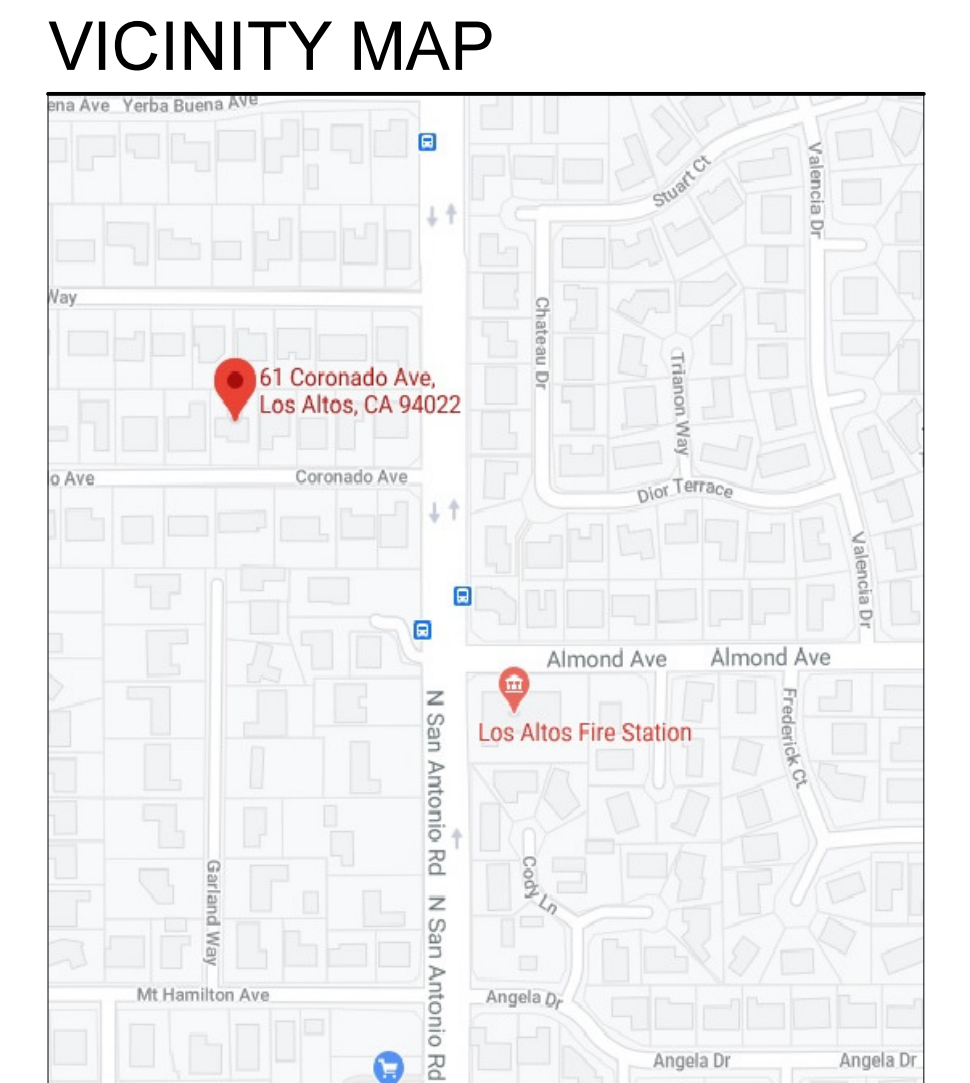 VICINITY MAP
ena Ave Yerba Buena Ave
Stuart Ct
Valencia Dr
Way
Chateau Dr
Trianon Way
61 Coronado Ave,
Los Altos, CA 94022
o Ave
Coronado Ave
Dior Terrace
Valencia Dr
Almond Ave
Almond Ave
Los Altos Fire Station
N San Antonio Rd
Frederick Ct
Garland Way
Cody Ln
N San Antonio Rd
Mt Hamilton Ave
Angela Dr
Angela Dr
Angela Dr